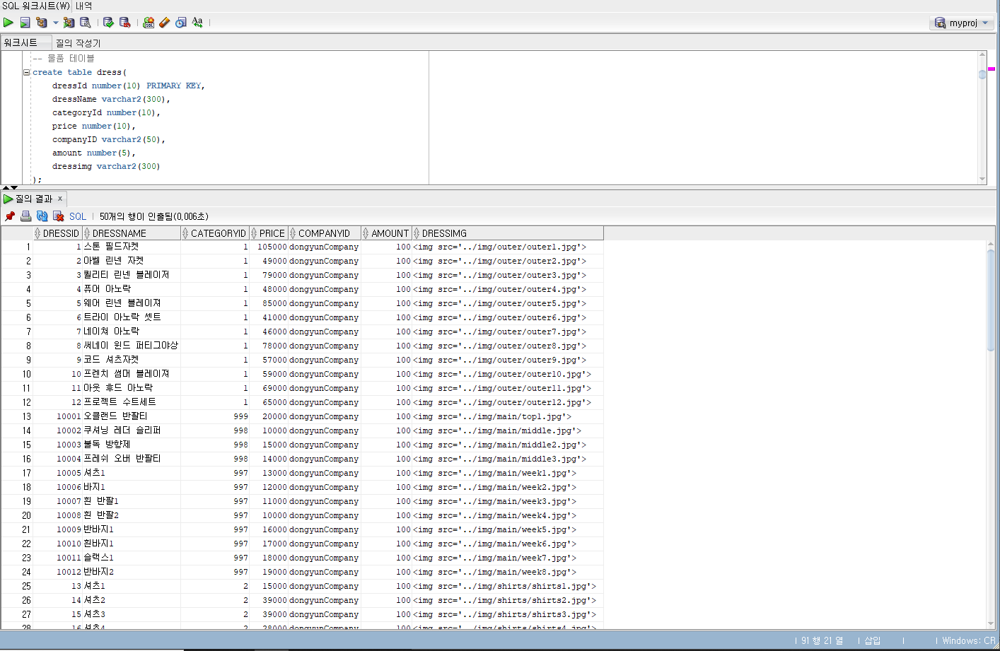 SQL 워크시트(W) 내역
myproj
워크시트 질의 작성기
-- 물품 테이블
create table dress(
dressId number(10) PRIMARY KEY,
dressName varchar2(300),
categoryId number(10),
price number(10),
companyID varchar2(50),
amount number(5),
dressimg varchar2(300)
);
질의 결과 x
SQL | 50개의 행이 인출됨(0.006초)
DRESSID DRESSNAME CATEGORYID PRICE COMPANYID AMOUNT DRESSIMG
1 1 스톤 필드자켓 1 105000 dongyunCompany 100 <img src='../img/outer/outer1.jpg'>
2 2 아벨 린넨 자켓 1 49000 dongyunCompany 100 <img src='../img/outer/outer2.jpg'>
3 3 퀄리티 린넨 블레이저 1 79000 dongyunCompany 100 <img src='../img/outer/outer3.jpg'>
4 4 퓨어 아노락 1 48000 dongyunCompany 100 <img src='../img/outer/outer4.jpg'>
5 5 웨어 린넨 블레이져 1 85000 dongyunCompany 100 <img src='../img/outer/outer5.jpg'>
6 6 트라이 아노락 셋트 1 41000 dongyunCompany 100 <img src='../img/outer/outer6.jpg'>
7 7 네이쳐 아노락 1 46000 dongyunCompany 100 <img src='../img/outer/outer7.jpg'>
8 8 써네이 윈드 퍼티그야상 1 78000 dongyunCompany 100 <img src='../img/outer/outer8.jpg'>
9 9 코드 셔츠자켓 1 57000 dongyunCompany 100 <img src='../img/outer/outer9.jpg'>
10 10 프렌치 썸머 블레이져 1 59000 dongyunCompany 100 <img src='../img/outer/outer10.jpg'>
11 11 아웃 후드 아노락 1 69000 dongyunCompany 100 <img src='../img/outer/outer11.jpg'>
12 12 프로젝트 수트세트 1 65000 dongyunCompany 100 <img src='../img/outer/outer12.jpg'>
13 10001 오클랜드 반팔티 999 20000 dongyunCompany 100 <img src='../img/main/top1.jpg'>
14 10002 쿠셔닝 레더 슬리퍼 998 10000 dongyunCompany 100 <img src='../img/main/middle.jpg'>
15 10003 불독 방향제 998 15000 dongyunCompany 100 <img src='../img/main/middle2.jpg'>
16 10004 프레쉬 오버 반팔티 998 14000 dongyunCompany 100 <img src='../img/main/middle3.jpg'>
17 10005 셔츠1 997 13000 dongyunCompany 100 <img src='../img/main/week1.jpg'>
18 10006 바지1 997 12000 dongyunCompany 100 <img src='../img/main/week2.jpg'>
19 10007 흰 반팔1 997 11000 dongyunCompany 100 <img src='../img/main/week3.jpg'>
20 10008 흰 반팔2 997 10000 dongyunCompany 100 <img src='../img/main/week4.jpg'>
21 10009 반바지1 997 16000 dongyunCompany 100 <img src='../img/main/week5.jpg'>
22 10010 흰바지1 997 17000 dongyunCompany 100 <img src='../img/main/week6.jpg'>
23 10011 슬랙스1 997 18000 dongyunCompany 100 <img src='../img/main/week7.jpg'>
24 10012 반바지2 997 19000 dongyunCompany 100 <img src='../img/main/week8.jpg'>
25 13 셔츠1 2 15000 dongyunCompany 100 <img src='../img/shirts/shirts1.jpg'>
26 14 셔츠2 2 39000 dongyunCompany 100 <img src='../img/shirts/shirts2.jpg'>
27 15 셔츠3 2 39000 dongyunCompany 100 <img src='../img/shirts/shirts3.jpg'>
28 16 셔츠4 2 28000 dongyunCompany 100 <img src='../img/shirts/shirts4.jpg'>
| 91 행 21 열 | 삽입 | | Windows: CR